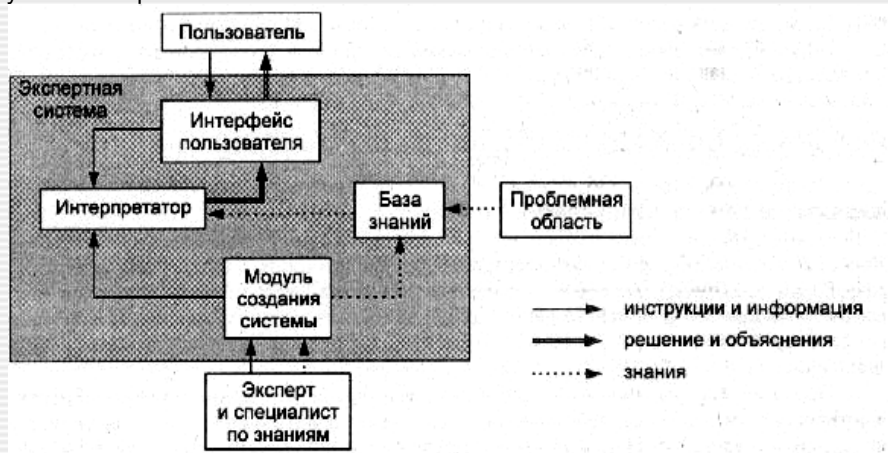 Пользователь
Экспертная
система
Интерфейс
пользователя
Интерпретатор
База
знаний
Проблемная
область
Модуль
создания
системы
инструкции и информация
решение и объяснения
знания
Эксперт
и специалист
по знаниям